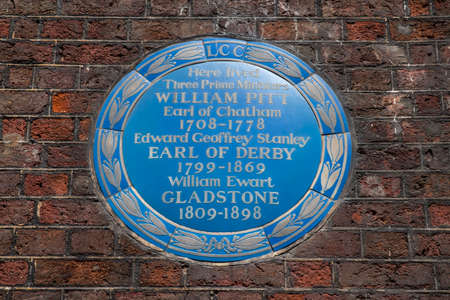 LCC
Here lived
Three Prime Ministers
WILLIAM PITT
Earl of Chatham
1708-1778
Edward Geoffrey Stanley
EARL OF DERBY
1799-1869
William Ewart
GLADSTONE
1809-1898